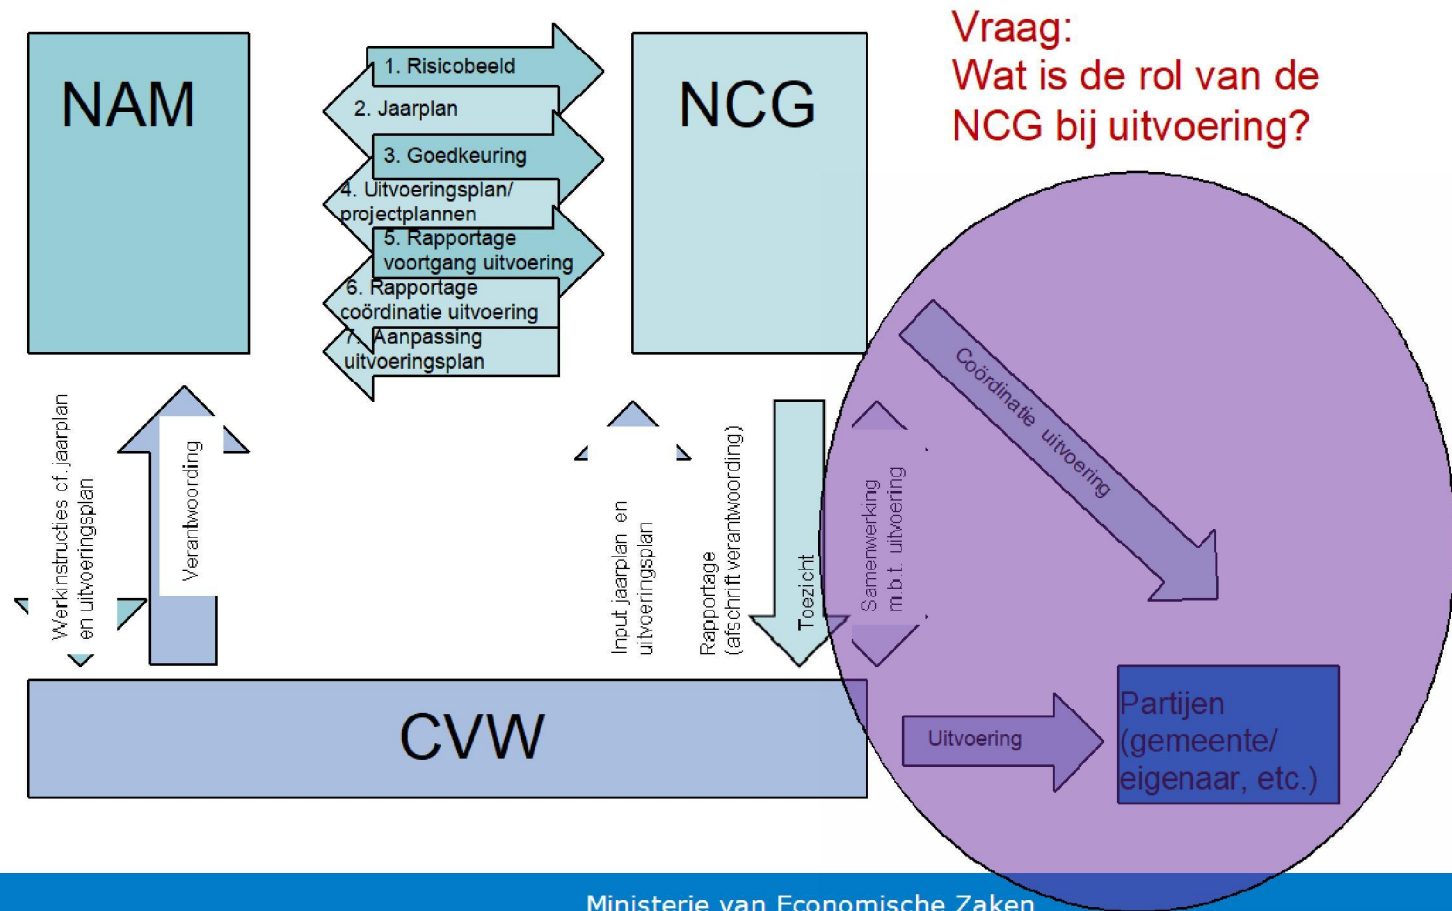 NAM
1. Risicobeeld
2. Jaarplan
3. Goedkeuring
4. Uitvoeringsplan/
projectplannen
5. Rapportage
voortgang uitvoering
6. Rapportage
coördinatie uitvoering
7. Aanpassing
uitvoeringsplan
NCG
Vraag:
Wat is de rol van de
NCG bij uitvoering?
Werkinstructies cf. jaarplan
en uitvoeringsplan
Verantwoording
Input jaarplan en
uitvoeringsplan
Rapportage
(afschrift verantwoording)
Toezicht
Samenwerking
m.b.t. uitvoering
Coördinatie uitvoering
CVW
Uitvoering
Partijen
(gemeente/
eigenaar, etc.)
Ministerie van Economische Zaken